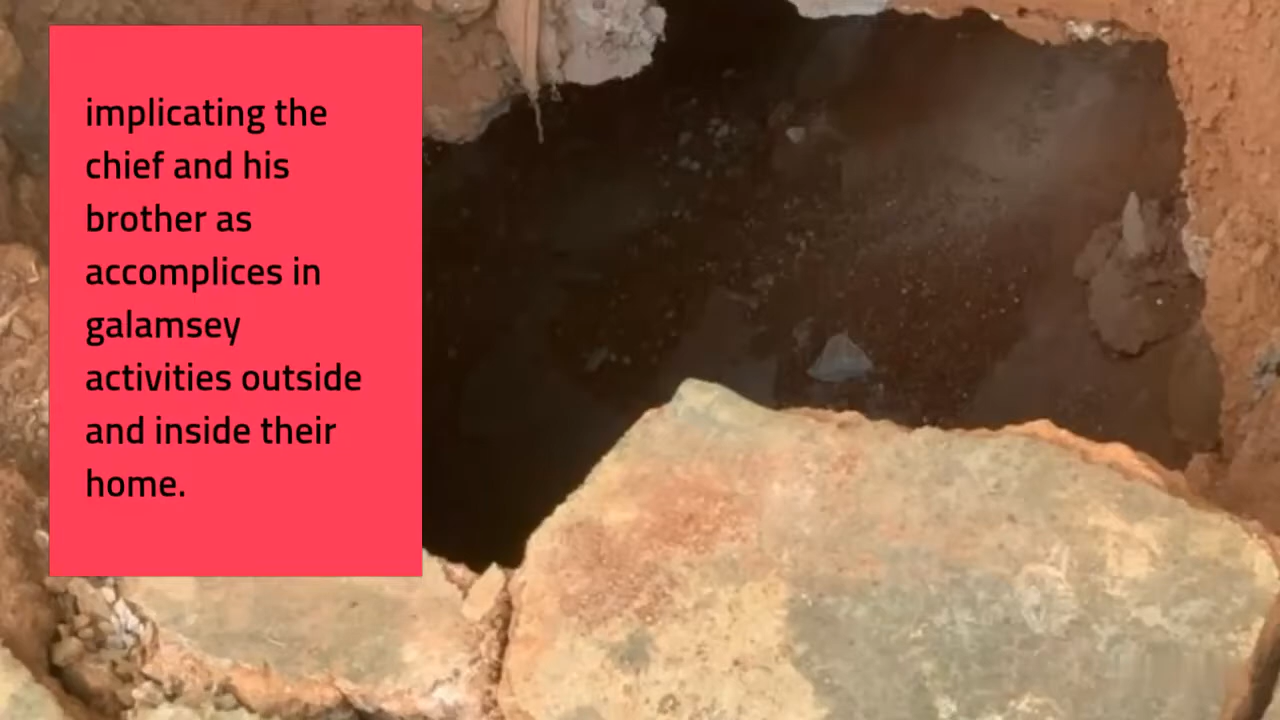 implicating the
chief and his
brother as
accomplices in
galamsey
activities outside
and inside their
home.